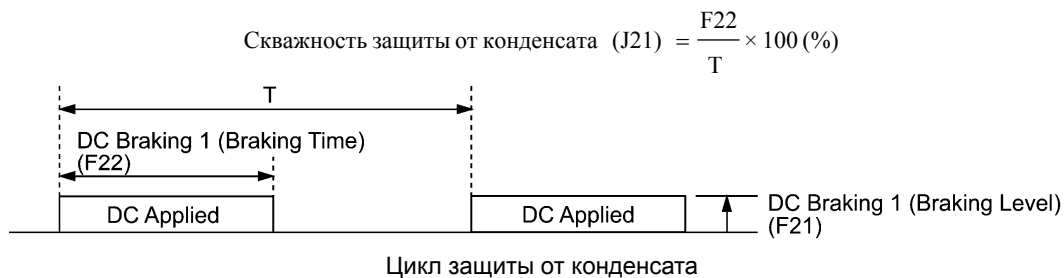 Скважность защиты от конденсата (J21) = F22 / T × 100 (%)
T
DC Braking 1 (Braking Time)
(F22)
DC Applied
DC Applied
DC Braking 1 (Braking Level)
(F21)
Цикл защиты от конденсата